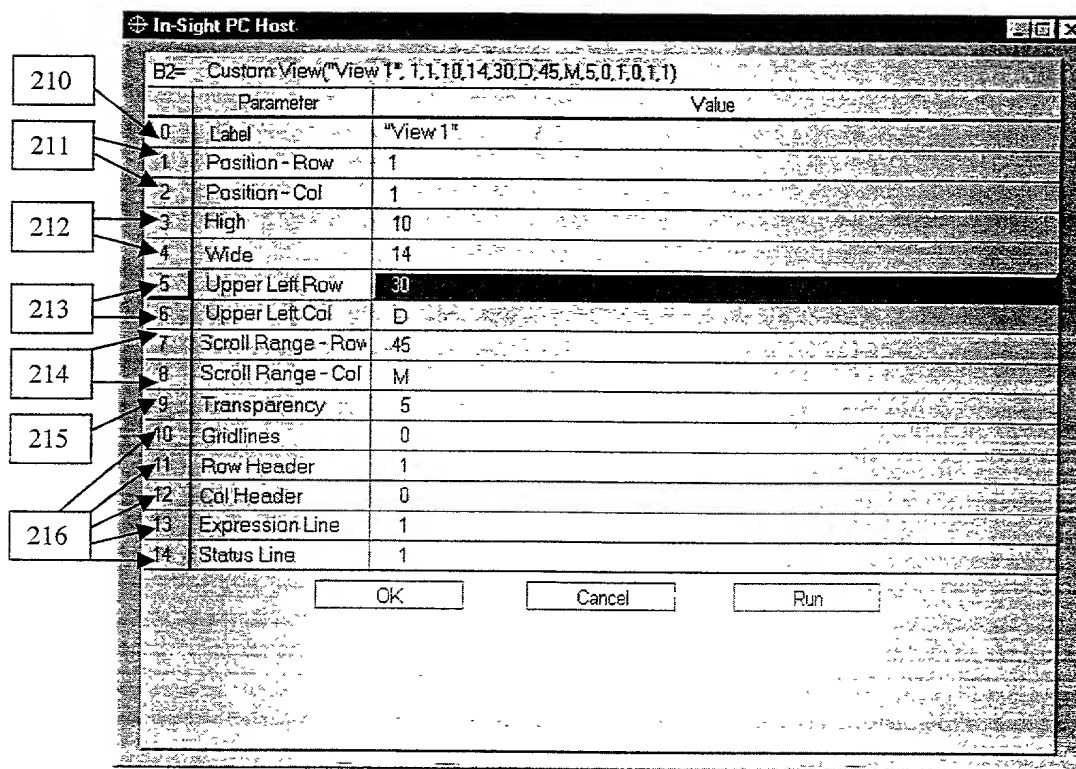 In-Sight PC Host
B2= Custom View("View 1", 1,1,10,14,30,D,45,M,5,0,1,0,1,1)
Parameter Value
210
0 Label "View 1"
211
1 Position - Row 1
2 Position - Col 1
212
3 High 10
4 Wide 14
5 Upper Left Row 30
213
6 Upper Left Col D
7 Scroll Range - Row 45
214
8 Scroll Range - Col M
9 Transparency 5
215
10 Gridlines 0
11 Row Header 1
12 Col Header 0
216
13 Expression Line 1
14 Status Line 1
OK Cancel Run